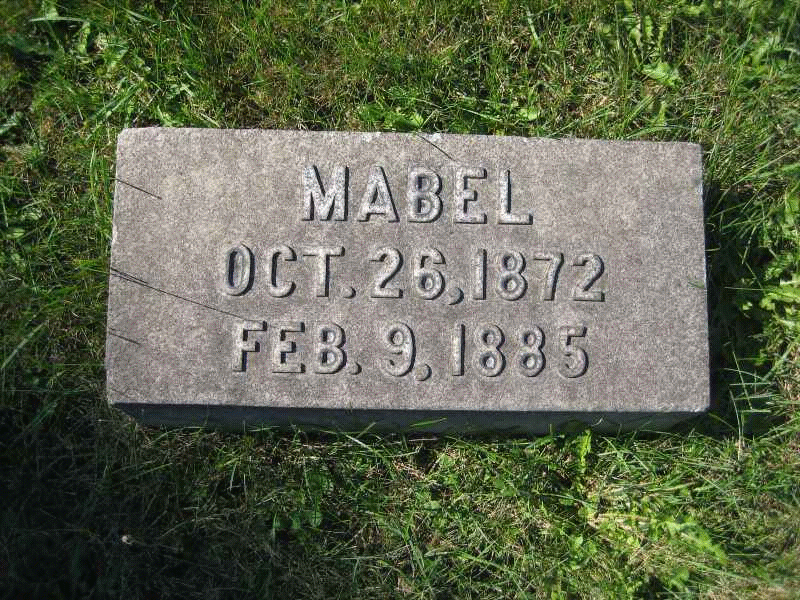 MABEL
OCT. 26, 1872
FEB. 9, 1885